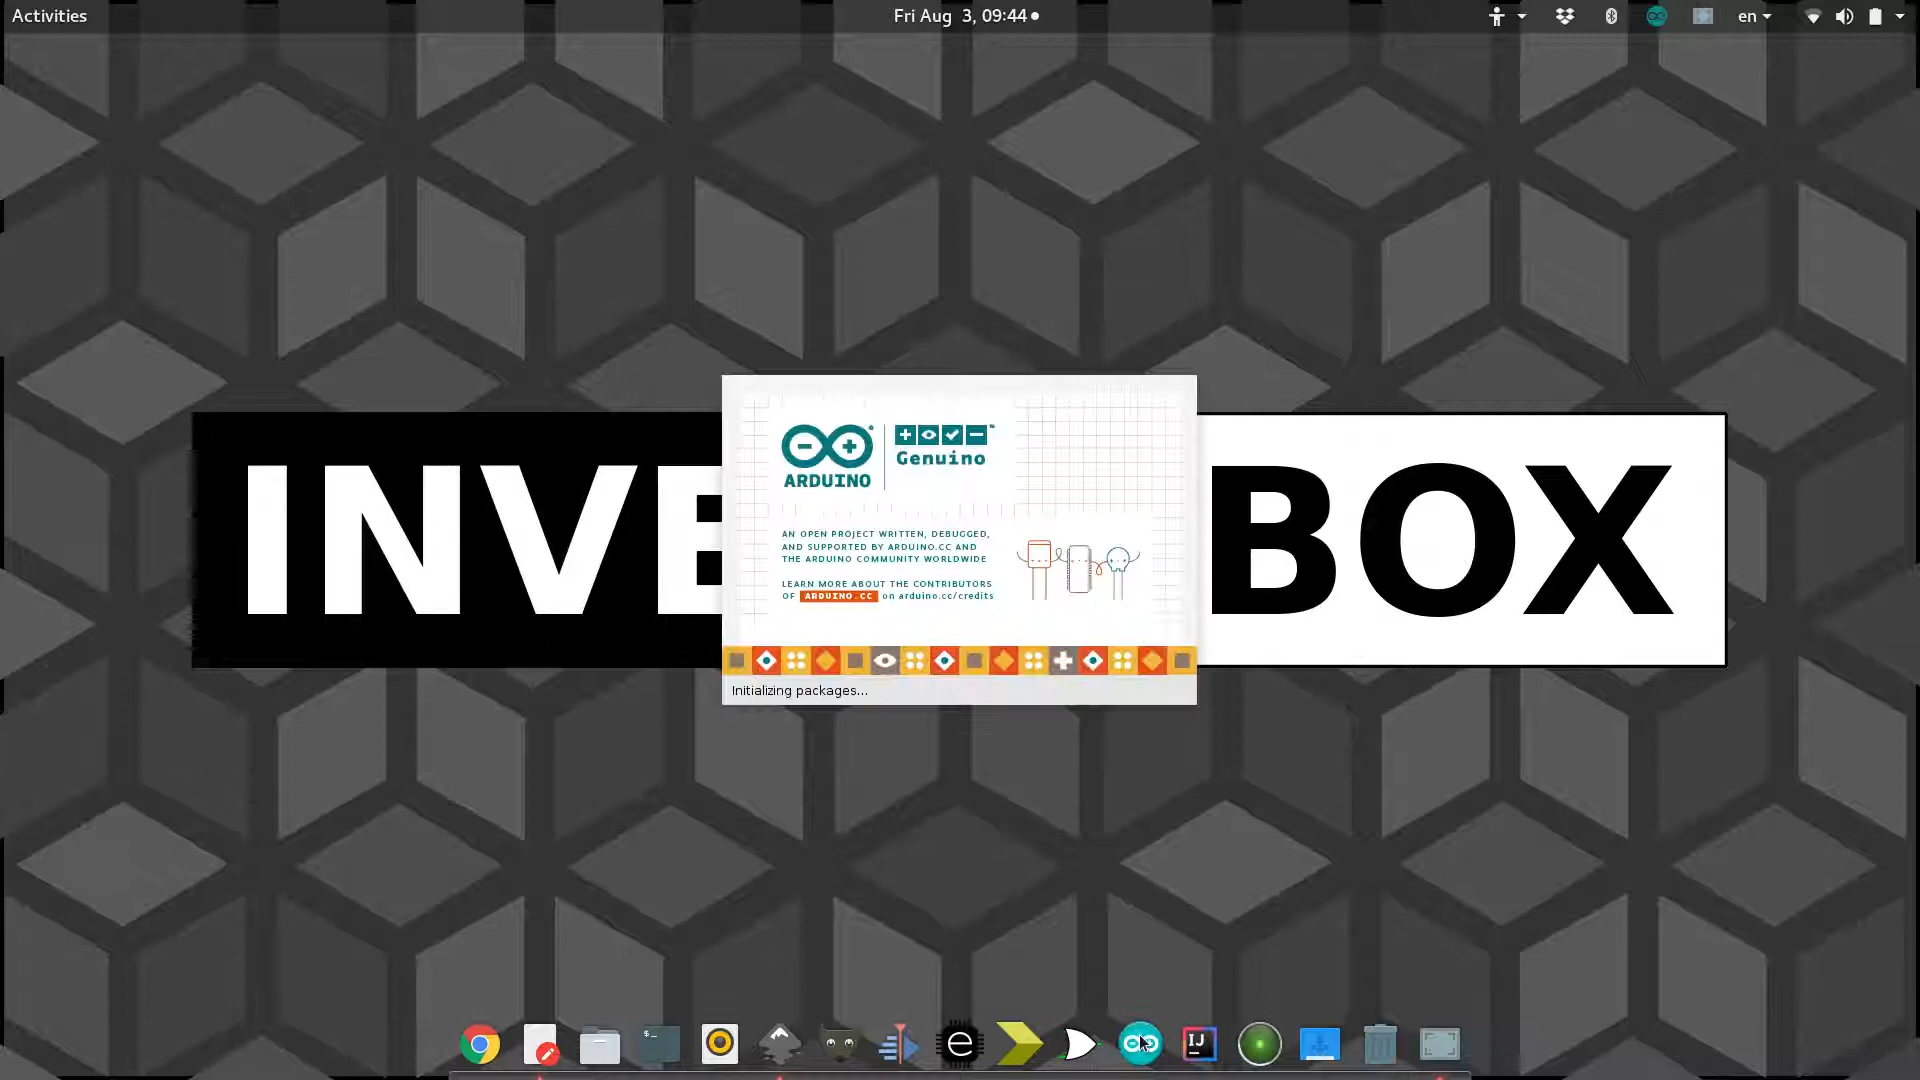 Activities
Fri Aug 3, 09:44
en
INVE
BOX
ARDUINO
Genuino
AN OPEN PROJECT WRITTEN, DEBUGGED,
AND SUPPORTED BY ARDUINO.CC AND
THE ARDUINO COMMUNITY WORLDWIDE
LEARN MORE ABOUT THE CONTRIBUTORS
OF ARDUINO.CC on arduino.cc/credits
Initializing packages...
$_
e
IJ